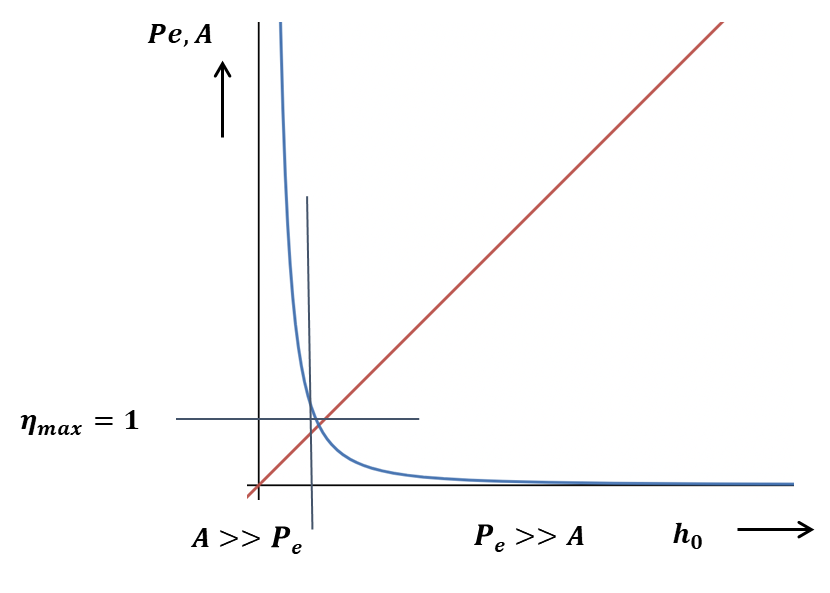 Pe, A
η_max = 1
A >> P_e
P_e >> A
h_0